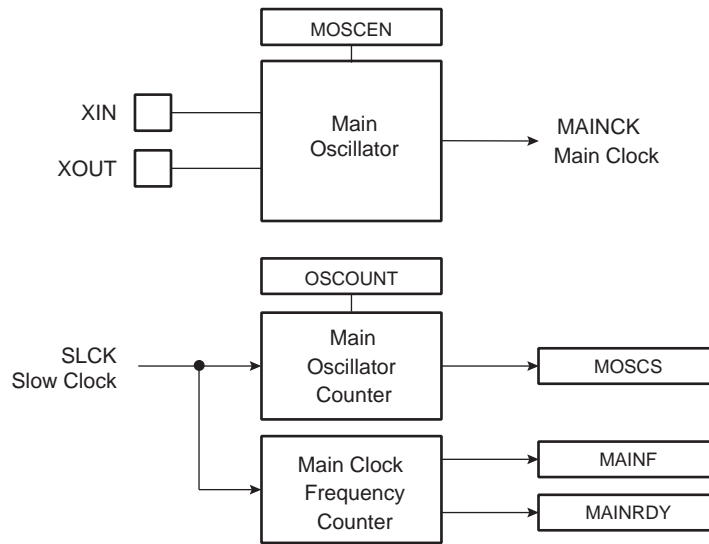 MOSCEN
XIN
XOUT
Main
Oscillator
MAINCK
Main Clock
OSCOUNT
SLCK
Slow Clock
Main
Oscillator
Counter
MOSCS
Main Clock
Frequency
Counter
MAINF
MAINRDY